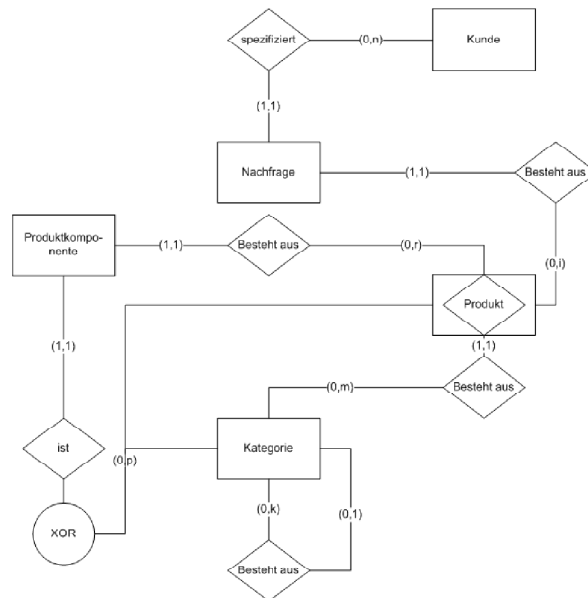 spezifiziert
(0,n)
Kunde
(1,1)
Nachfrage
(1,1)
Besteht aus
Produktkompo-
nente
(1,1)
Besteht aus
(0,r)
(0,i)
Produkt
(1,1)
(1,1)
(0,m)
Besteht aus
ist
(0,p)
Kategorie
(0,k)
(0,1)
XOR
Besteht aus